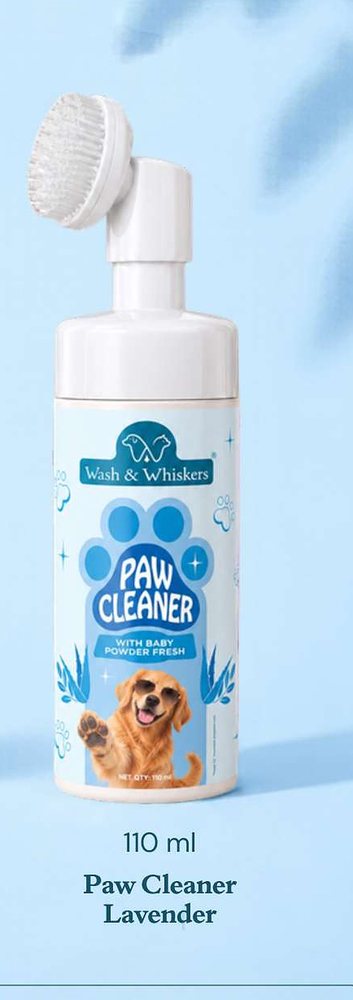 Wash & Whiskers®
PAW
CLEANER
WITH BABY
POWDER FRESH
NET. QTY: 110 ml
110 ml
Paw Cleaner
Lavender